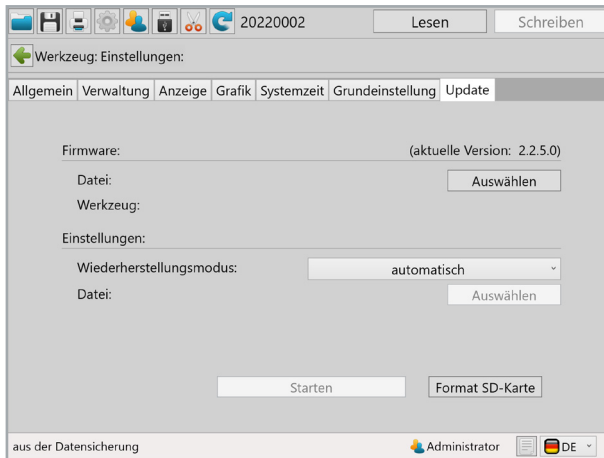 20220002 Lesen Schreiben
Werkzeug: Einstellungen:
Allgemein Verwaltung Anzeige Grafik Systemzeit Grundeinstellung Update
Firmware: (aktuelle Version: 2.2.5.0)
Datei: Auswählen
Werkzeug:
Einstellungen:
Wiederherstellungsmodus: automatisch
Datei: Auswählen
Starten Format SD-Karte
aus der Datensicherung Administrator DE